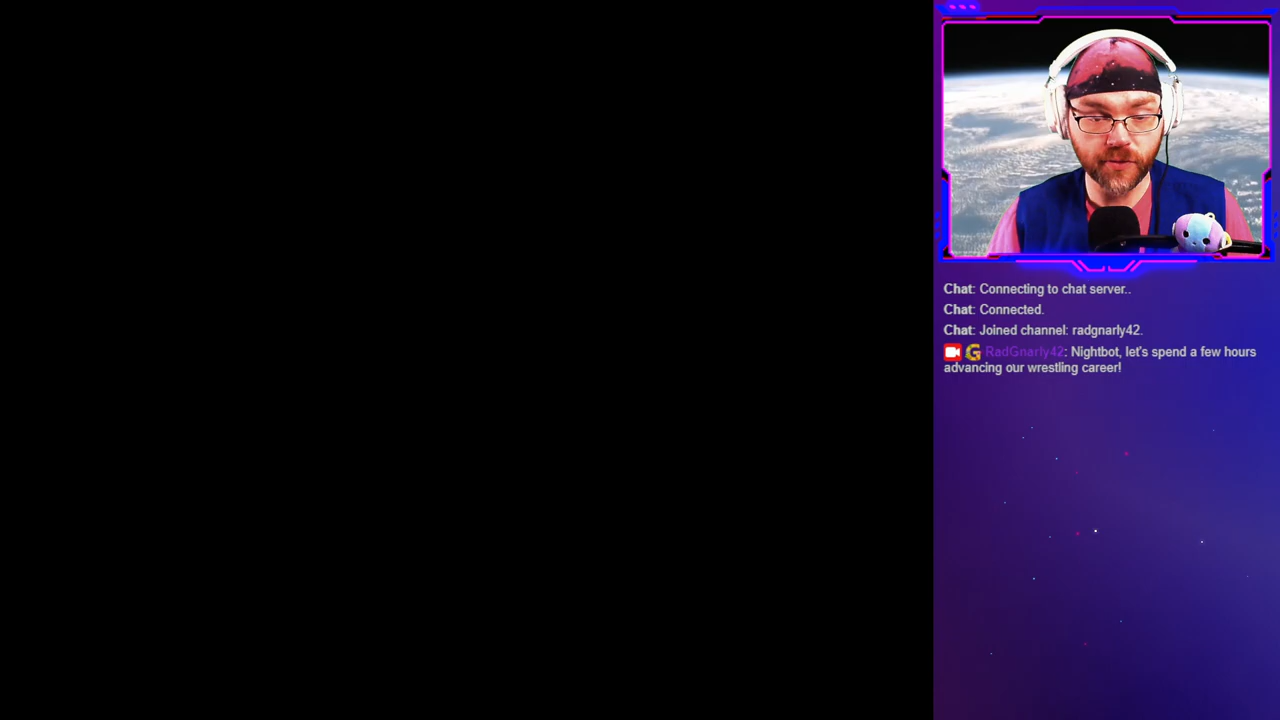 Chat: Connecting to chat server..
Chat: Connected.
Chat: Joined channel: radgnarly42.
RadGnarly42: Nightbot, let's spend a few hours
advancing our wrestling career!